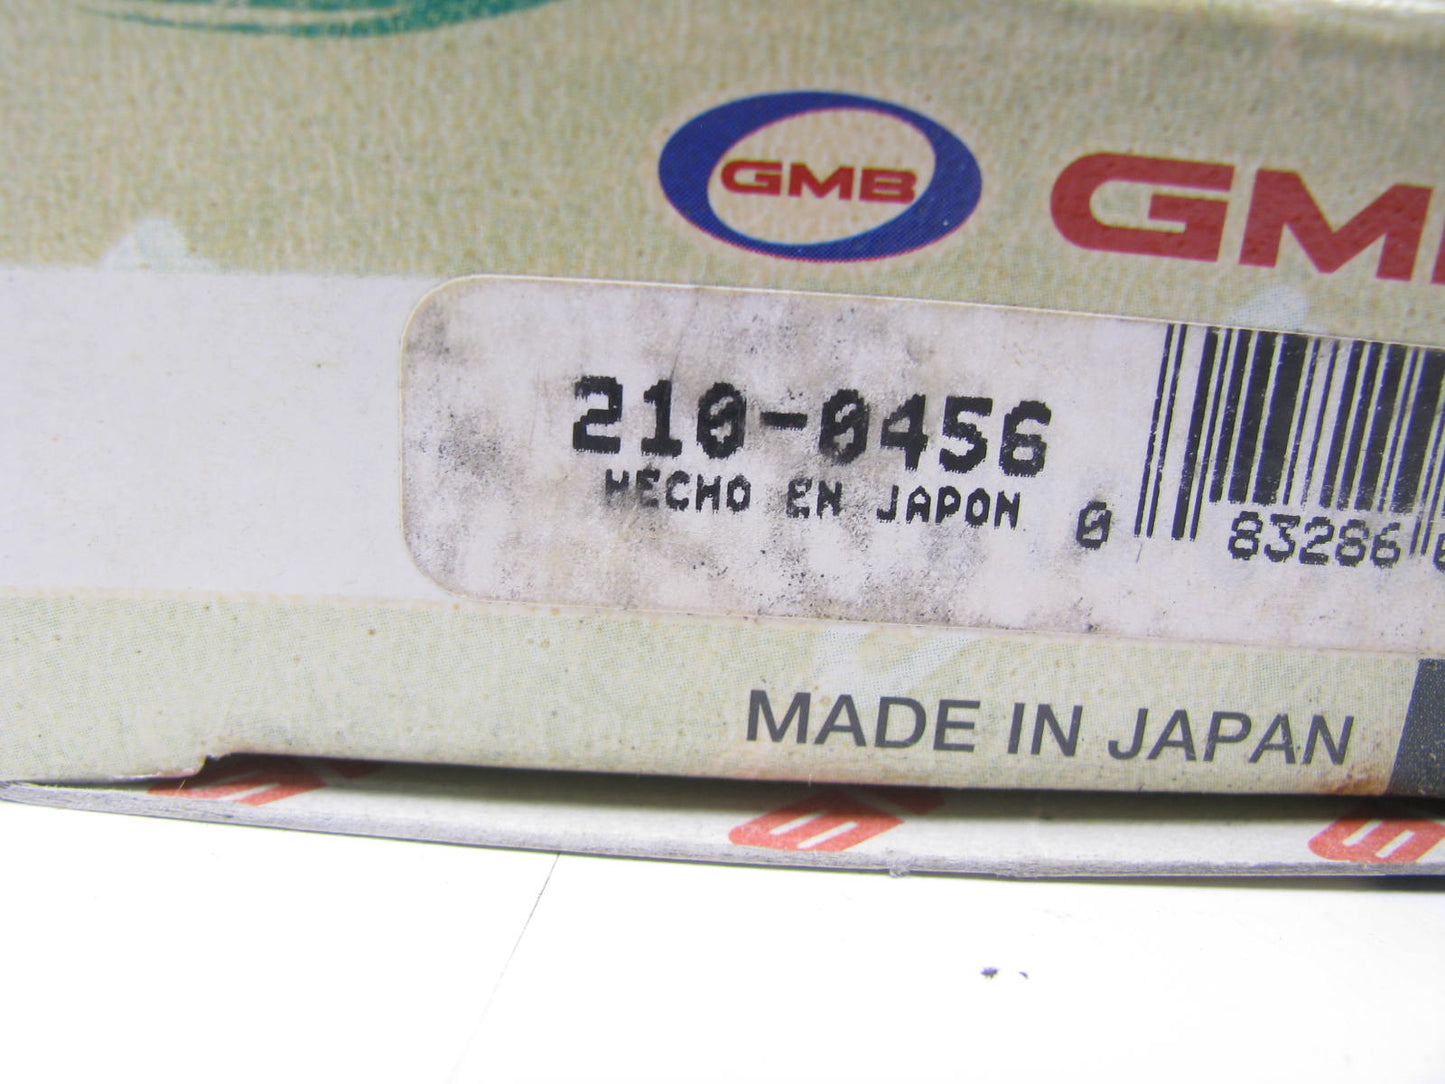 GMB
GM
210-0456
HECHO EN JAPON
0 83286
MADE IN JAPAN